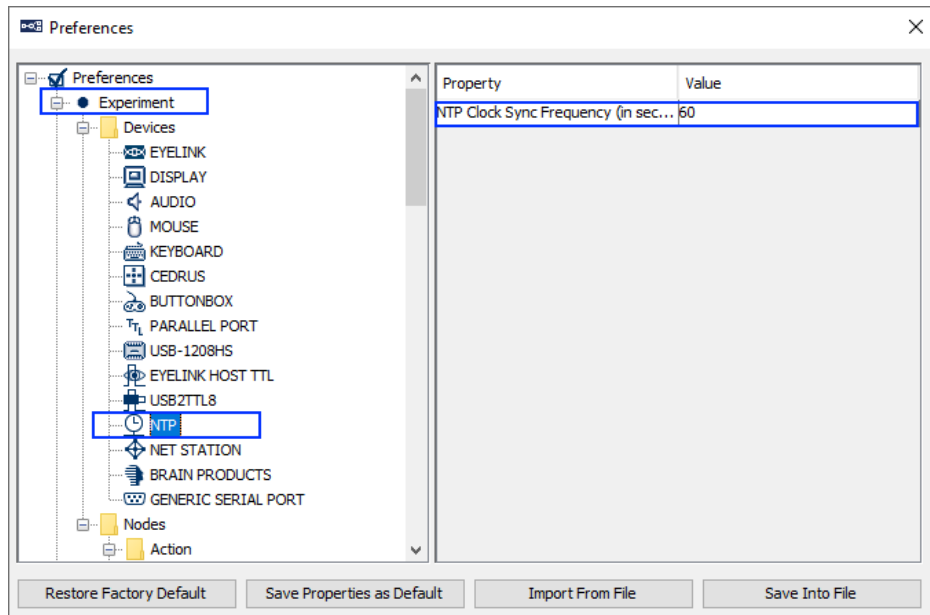 Preferences
Preferences
Experiment
Devices
EYELINK
DISPLAY
AUDIO
MOUSE
KEYBOARD
CEDRUS
BUTTONBOX
TTL PARALLEL PORT
USB-1208HS
EYELINK HOST TTL
USB2TTL8
NTP
NET STATION
BRAIN PRODUCTS
GENERIC SERIAL PORT
Nodes
Action
Property Value
NTP Clock Sync Frequency (in sec... 60
Restore Factory Default Save Properties as Default Import From File Save Into File